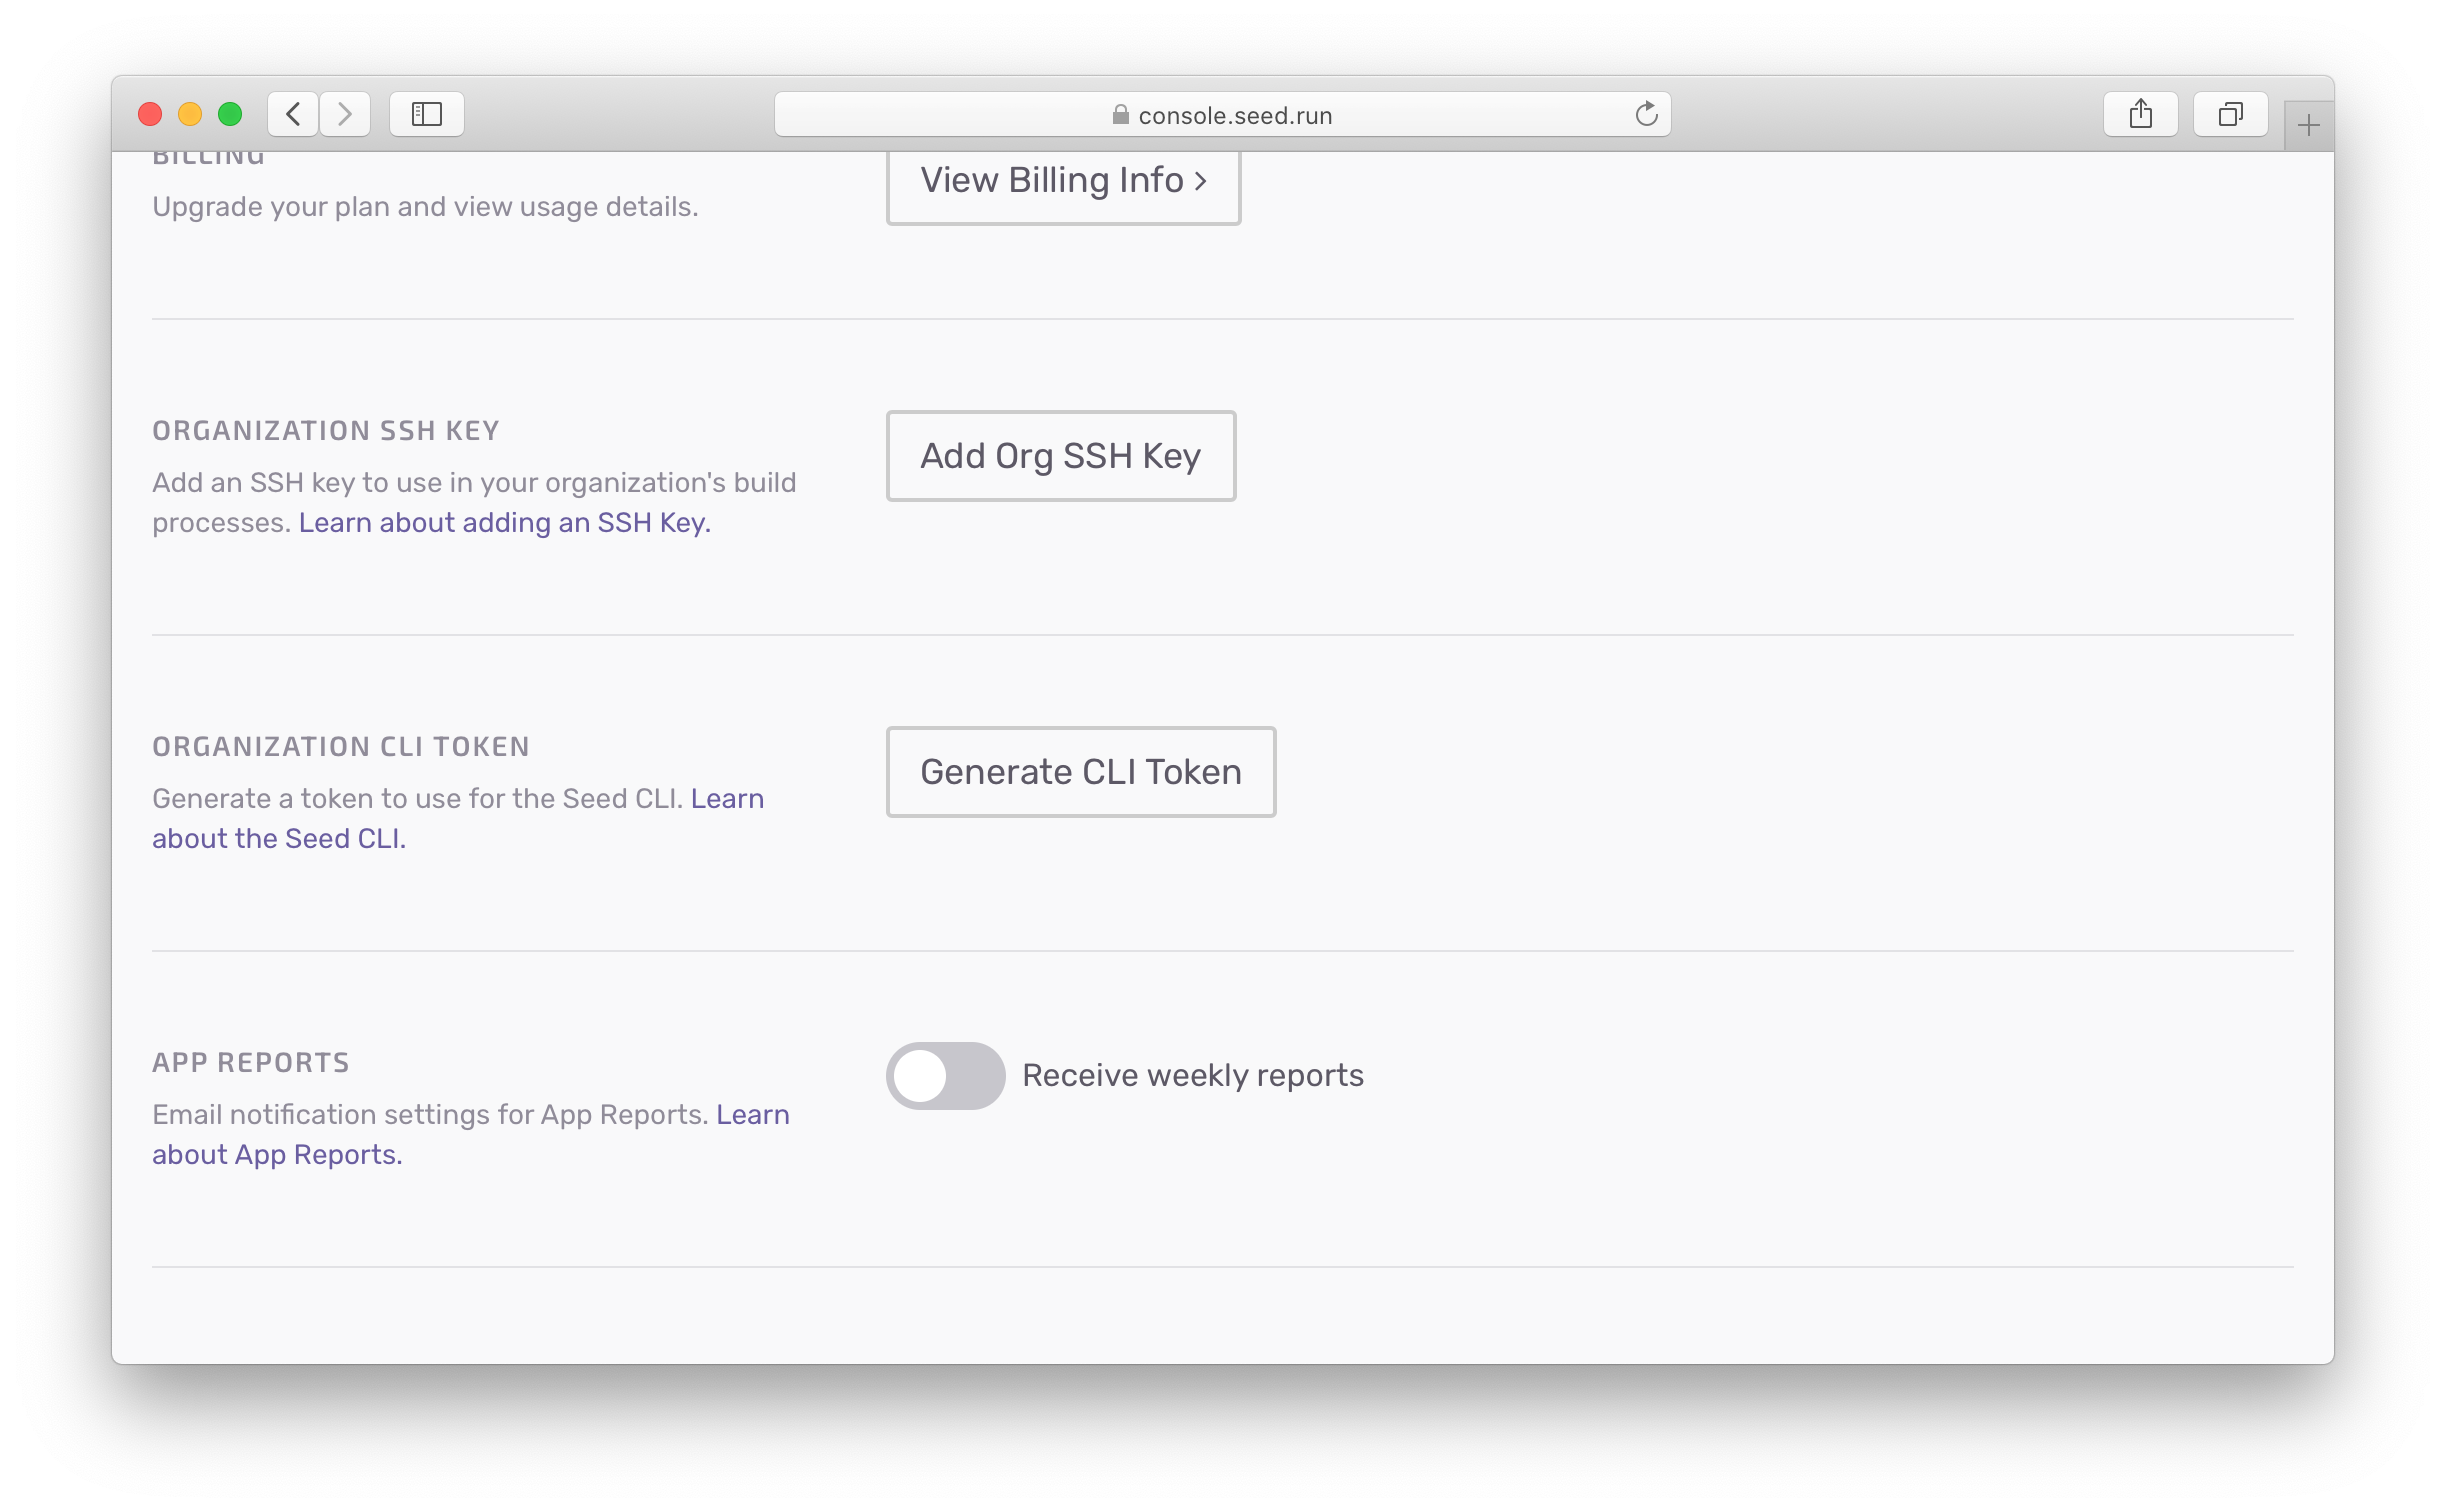 console.seed.run
BILLING
View Billing Info >
Upgrade your plan and view usage details.
ORGANIZATION SSH KEY
Add Org SSH Key
Add an SSH key to use in your organization's build
processes. Learn about adding an SSH Key.
ORGANIZATION CLI TOKEN
Generate CLI Token
Generate a token to use for the Seed CLI. Learn
about the Seed CLI.
APP REPORTS
Receive weekly reports
Email notification settings for App Reports. Learn
about App Reports.